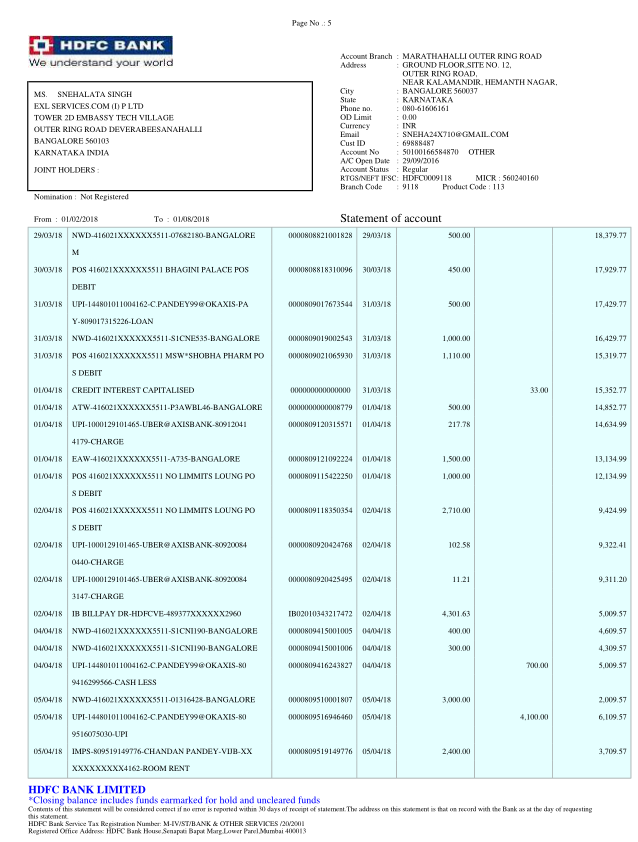 Page No .: 5
HDFC BANK
We understand your world
MS. SNEHALATA SINGH
EXL SERVICES.COM (I) P LTD
TOWER 2D EMBASSY TECH VILLAGE
OUTER RING ROAD DEVERABEESANAHALLI
BANGALORE 560103
KARNATAKA INDIA
JOINT HOLDERS :
Nomination : Not Registered
Account Branch : MARATHAHALLI OUTER RING ROAD
Address : GROUND FLOOR,SITE NO. 12,
OUTER RING ROAD,
NEAR KALAMANDIR, HEMANTH NAGAR,
City : BANGALORE 560037
State : KARNATAKA
Phone no. : 080-61606161
OD Limit : 0.00
Currency : INR
Email : SNEHA24X710@GMAIL.COM
Cust ID : 69888487
Account No : 50100166584870 OTHER
A/C Open Date : 29/09/2016
Account Status : Regular
RTGS/NEFT IFSC: HDFC0009118 MICR : 560240160
Branch Code : 9118 Product Code : 113
From : 01/02/2018 To : 01/08/2018 Statement of account
29/03/18 NWD-416021XXXXXX5511-07682180-BANGALORE 0000808821001828 29/03/18 500.00 18,379.77
M
30/03/18 POS 416021XXXXXX5511 BHAGINI PALACE POS 0000808818310096 30/03/18 450.00 17,929.77
DEBIT
31/03/18 UPI-144801011004162-C.PANDEY99@OKAXIS-PA 0000809017673544 31/03/18 500.00 17,429.77
Y-809017315226-LOAN
31/03/18 NWD-416021XXXXXX5511-S1CNE535-BANGALORE 0000809019002543 31/03/18 1,000.00 16,429.77
31/03/18 POS 416021XXXXXX5511 MSW*SHOBHA PHARM PO 0000809021065930 31/03/18 1,110.00 15,319.77
S DEBIT
01/04/18 CREDIT INTEREST CAPITALISED 000000000000000 31/03/18 33.00 15,352.77
01/04/18 ATW-416021XXXXXX5511-P3AWBL46-BANGALORE 0000000000008779 01/04/18 500.00 14,852.77
01/04/18 UPI-1000129101465-UBER@AXISBANK-80912041 0000809120315571 01/04/18 217.78 14,634.99
4179-CHARGE
01/04/18 EAW-416021XXXXXX5511-A735-BANGALORE 0000809121092224 01/04/18 1,500.00 13,134.99
01/04/18 POS 416021XXXXXX5511 NO LIMMITS LOUNG PO 0000809115422250 01/04/18 1,000.00 12,134.99
S DEBIT
02/04/18 POS 416021XXXXXX5511 NO LIMMITS LOUNG PO 0000809118350354 02/04/18 2,710.00 9,424.99
S DEBIT
02/04/18 UPI-1000129101465-UBER@AXISBANK-80920084 000080920424768 02/04/18 102.58 9,322.41
0440-CHARGE
02/04/18 UPI-1000129101465-UBER@AXISBANK-80920084 0000809920425495 02/04/18 11.21 9,311.20
3147-CHARGE
02/04/18 IB BILLPAY DR-HDFCVE-489377XXXXXX2960 IB02010343217472 02/04/18 4,301.63 5,009.57
04/04/18 NWD-416021XXXXXX5511-S1CNI190-BANGALORE 0000809415001005 04/04/18 400.00 4,609.57
04/04/18 NWD-416021XXXXXX5511-S1CNI190-BANGALORE 0000809415001006 04/04/18 300.00 4,309.57
04/04/18 UPI-144801011004162-C.PANDEY99@OKAXIS-80 0000809416243827 04/04/18 700.00 5,009.57
9416299566-CASH LESS
05/04/18 NWD-416021XXXXXX5511-01316428-BANGALORE 0000809510001807 05/04/18 3,000.00 2,009.57
05/04/18 UPI-144801011004162-C.PANDEY99@OKAXIS-80 0000809516946460 05/04/18 4,100.00 6,109.57
9516075030-UPI
05/04/18 IMPS-809519149776-CHANDAN PANDEY-VIJB-XX 0000809519149776 05/04/18 2,400.00 3,709.57
XXXXXXXXX4162-ROOM RENT
HDFC BANK LIMITED
*Closing balance includes funds earmarked for hold and uncleared funds
Contents of this statement will be considered correct if no error is reported within 30 days of receipt of statement.The address on this statement is that on record with the Bank as at the day of requesting
this statement.
HDFC Bank Service Tax Registration Number: M-IV/ST/BANK & OTHER SERVICES /20/2001
Registered Office Address: HDFC Bank House,Senapati Bapat Marg,Lower Parel,Mumbai 400013